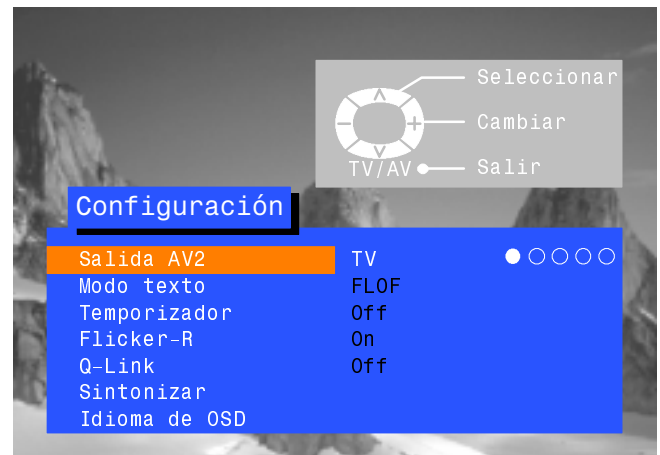 Seleccionar
Cambiar
TV/AV Salir
Configuración
Salida AV2 TV
Modo texto FLOF
Temporizador Off
Flicker-R On
Q-Link Off
Sintonizar
Idioma de OSD